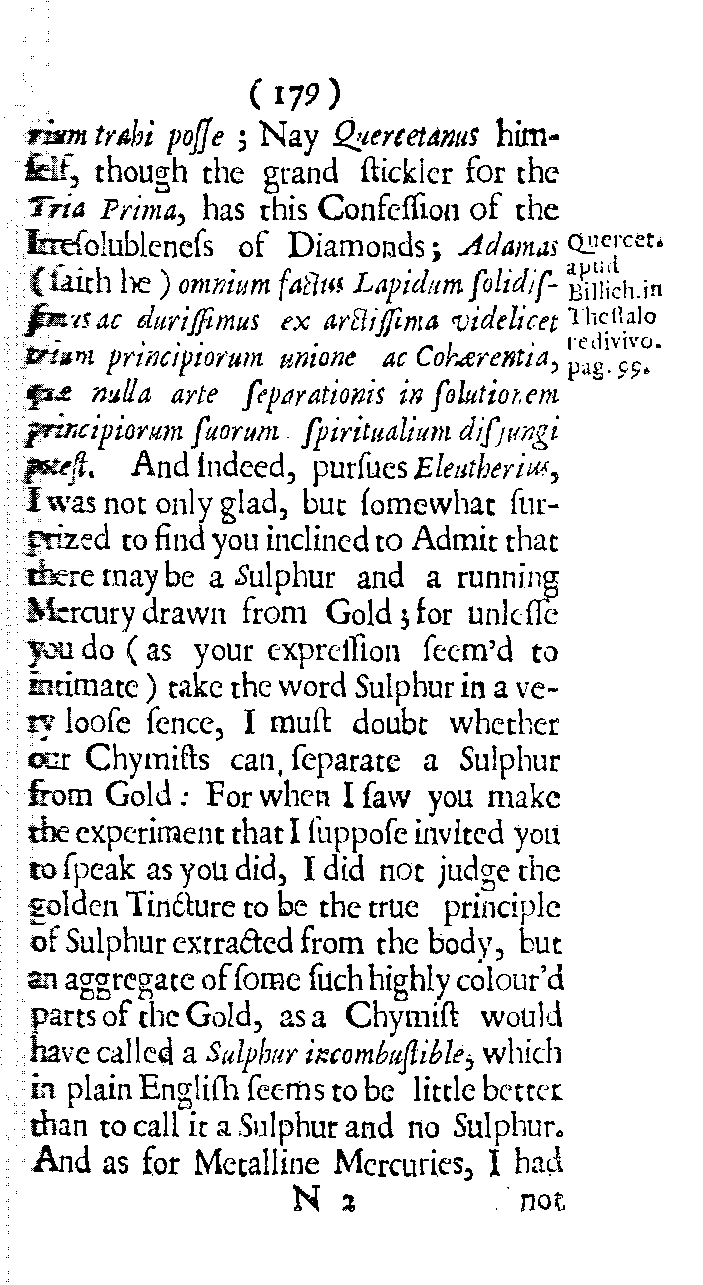 ( 179 )
rium trahi poſſe ; Nay Quercetanus him-
ſelf, though the grand ſtickler for the
Tria Prima, has this Confeſſion of the
Irreſolubleneſs of Diamonds; Adamas
(ſaith he) omnium factus Lapidum ſolidiſ-
ſimus ac duriſſimus ex arctiſſima videlicet
trium principiorum unione ac Cohærentia,
quæ nulla arte ſeparationis in ſolutionem
principiorum ſuorum ſpiritualium disjungi
poteſt. And indeed, purſues Eleutherius,
I was not only glad, but ſomewhat ſur-
prized to find you inclined to Admit that
there may be a Sulphur and a running
Mercury drawn from Gold; for unleſſe
you do ( as your expreſſion ſeem'd to
intimate ) take the word Sulphur in a ve-
ry looſe ſence, I muſt doubt whether
our Chymiſts can ſeparate a Sulphur
from Gold : For when I ſaw you make
the experiment that I ſuppoſe invited you
to ſpeak as you did, I did not judge the
golden Tincture to be the true principle
of Sulphur extracted from the body, but
an aggregate of ſome ſuch highly colour'd
parts of the Gold, as a Chymiſt would
have called a Sulphur incombuſtible, which
in plain Engliſh ſeems to be little better
than to call it a Sulphur and no Sulphur.
And as for Metalline Mercuries, I had
N 2 not
Quercet.
apud
Billich. in
Theſſalo
redivivo.
pag. 99.